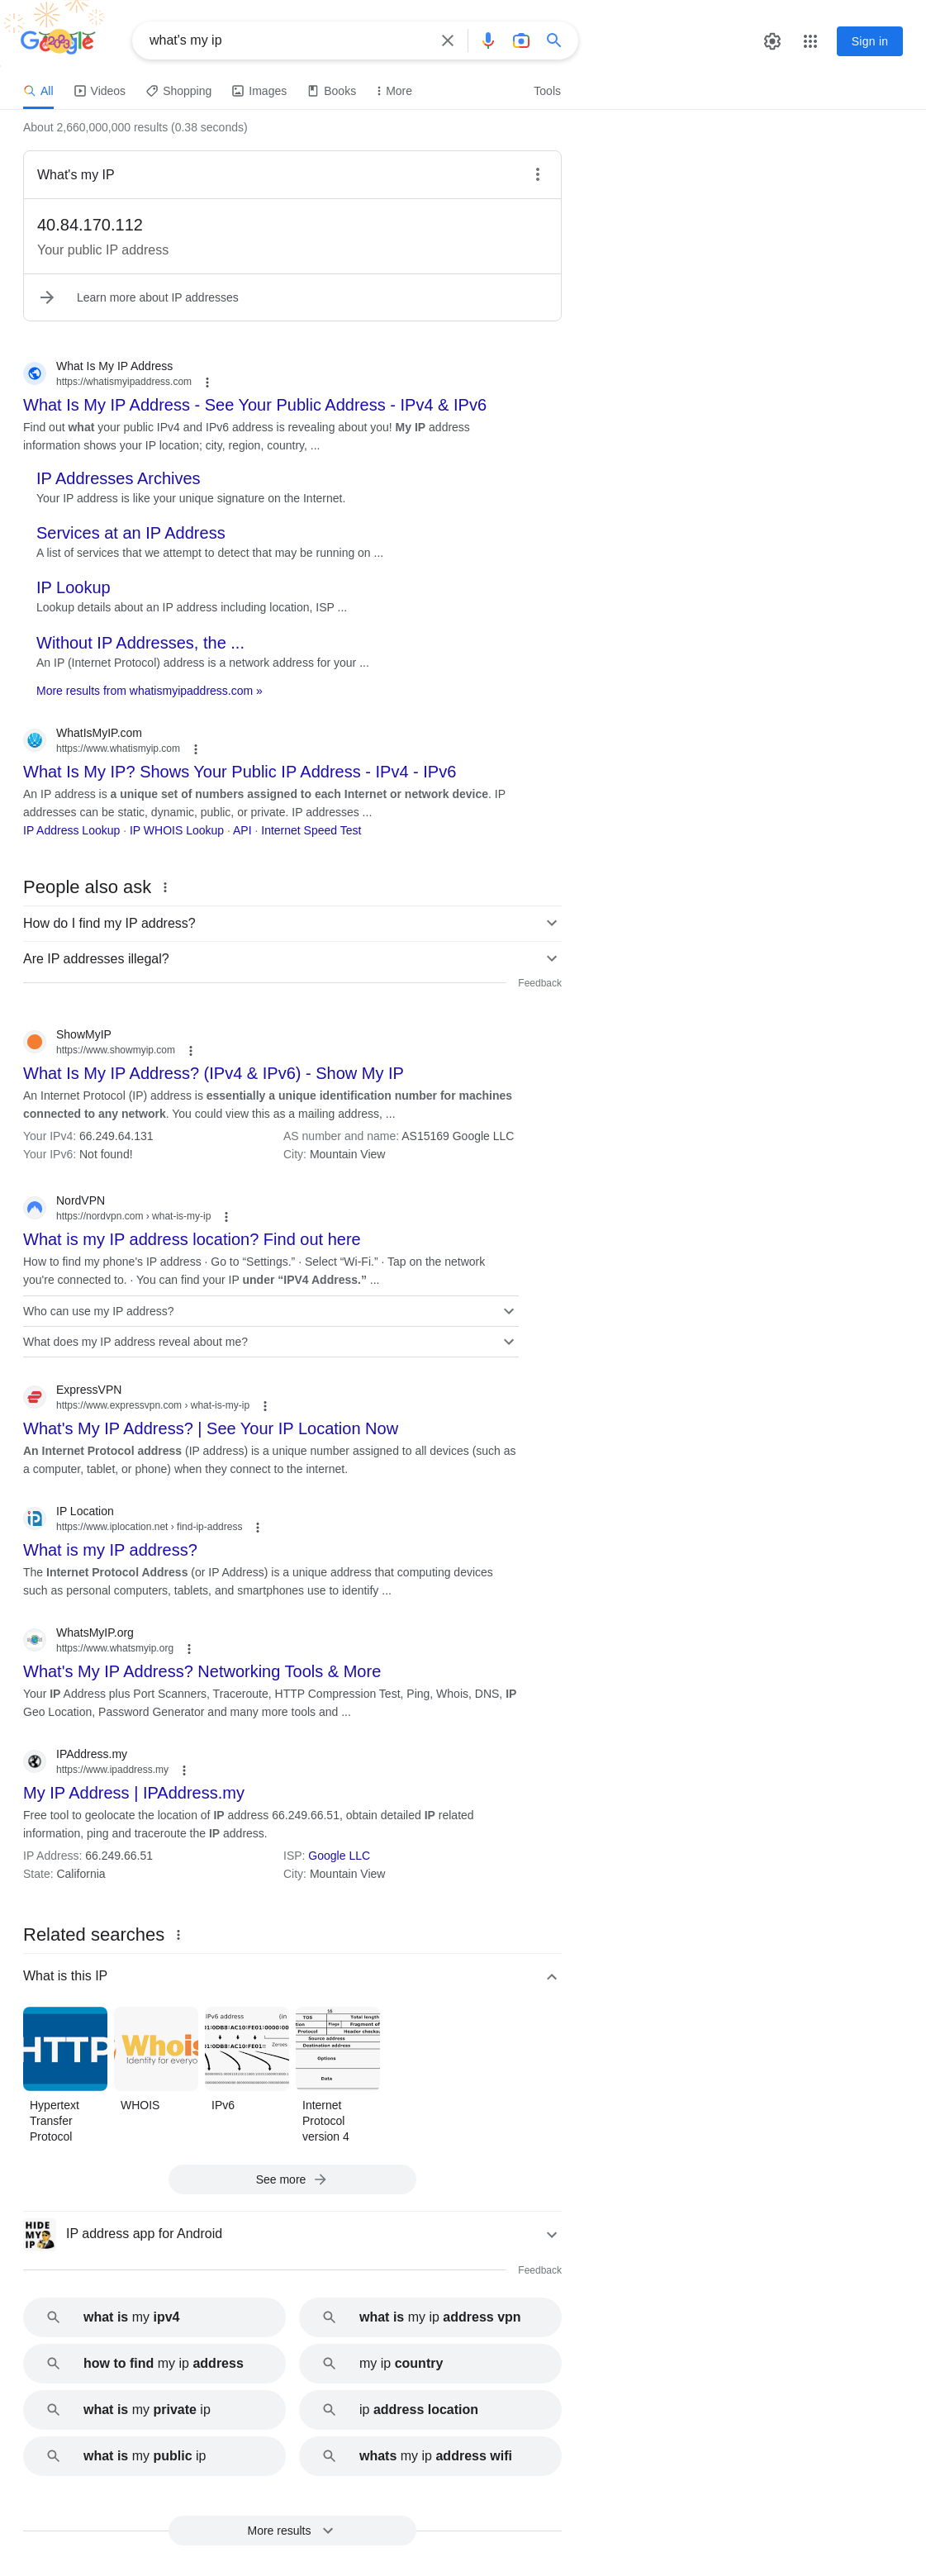 what's my ip
Sign in
All
Videos
Shopping
Images
Books
More
Tools
About 2,660,000,000 results (0.38 seconds)
What's my IP
40.84.170.112
Your public IP address
Learn more about IP addresses
What Is My IP Address
https://whatismyipaddress.com
What Is My IP Address - See Your Public Address - IPv4 & IPv6
Find out what your public IPv4 and IPv6 address is revealing about you! My IP address
information shows your IP location; city, region, country, ...
IP Addresses Archives
Your IP address is like your unique signature on the Internet.
Services at an IP Address
A list of services that we attempt to detect that may be running on ...
IP Lookup
Lookup details about an IP address including location, ISP ...
Without IP Addresses, the ...
An IP (Internet Protocol) address is a network address for your ...
More results from whatismyipaddress.com »
WhatIsMyIP.com
https://www.whatismyip.com
What Is My IP? Shows Your Public IP Address - IPv4 - IPv6
An IP address is a unique set of numbers assigned to each Internet or network device. IP
addresses can be static, dynamic, public, or private. IP addresses ...
IP Address Lookup · IP WHOIS Lookup · API · Internet Speed Test
People also ask
How do I find my IP address?
Are IP addresses illegal?
Feedback
ShowMyIP
https://www.showmyip.com
What Is My IP Address? (IPv4 & IPv6) - Show My IP
An Internet Protocol (IP) address is essentially a unique identification number for machines
connected to any network. You could view this as a mailing address, ...
Your IPv4: 66.249.64.131
AS number and name: AS15169 Google LLC
Your IPv6: Not found!
City: Mountain View
NordVPN
https://nordvpn.com › what-is-my-ip
What is my IP address location? Find out here
How to find my phone's IP address · Go to “Settings.” · Select “Wi-Fi.” · Tap on the network
you're connected to. · You can find your IP under “IPV4 Address.” ...
Who can use my IP address?
What does my IP address reveal about me?
ExpressVPN
https://www.expressvpn.com › what-is-my-ip
What's My IP Address? | See Your IP Location Now
An Internet Protocol address (IP address) is a unique number assigned to all devices (such as
a computer, tablet, or phone) when they connect to the internet.
IP Location
https://www.iplocation.net › find-ip-address
What is my IP address?
The Internet Protocol Address (or IP Address) is a unique address that computing devices
such as personal computers, tablets, and smartphones use to identify ...
WhatsMyIP.org
https://www.whatsmyip.org
What's My IP Address? Networking Tools & More
Your IP Address plus Port Scanners, Traceroute, HTTP Compression Test, Ping, Whois, DNS, IP
Geo Location, Password Generator and many more tools and ...
IPAddress.my
https://www.ipaddress.my
My IP Address | IPAddress.my
Free tool to geolocate the location of IP address 66.249.66.51, obtain detailed IP related
information, ping and traceroute the IP address.
IP Address: 66.249.66.51
ISP: Google LLC
State: California
City: Mountain View
Related searches
What is this IP
HTTP
Whois
Identity for everyo
IPv6 address (in
Zeroes
TOS Total length
Flags Fragment of
Protocol Header checksu
Source address
Destination address
Options
Data
Hypertext
Transfer
Protocol
WHOIS
IPv6
Internet
Protocol
version 4
See more
HIDE
MY
IP
IP address app for Android
Feedback
what is my ipv4
what is my ip address vpn
how to find my ip address
my ip country
what is my private ip
ip address location
what is my public ip
whats my ip address wifi
More results